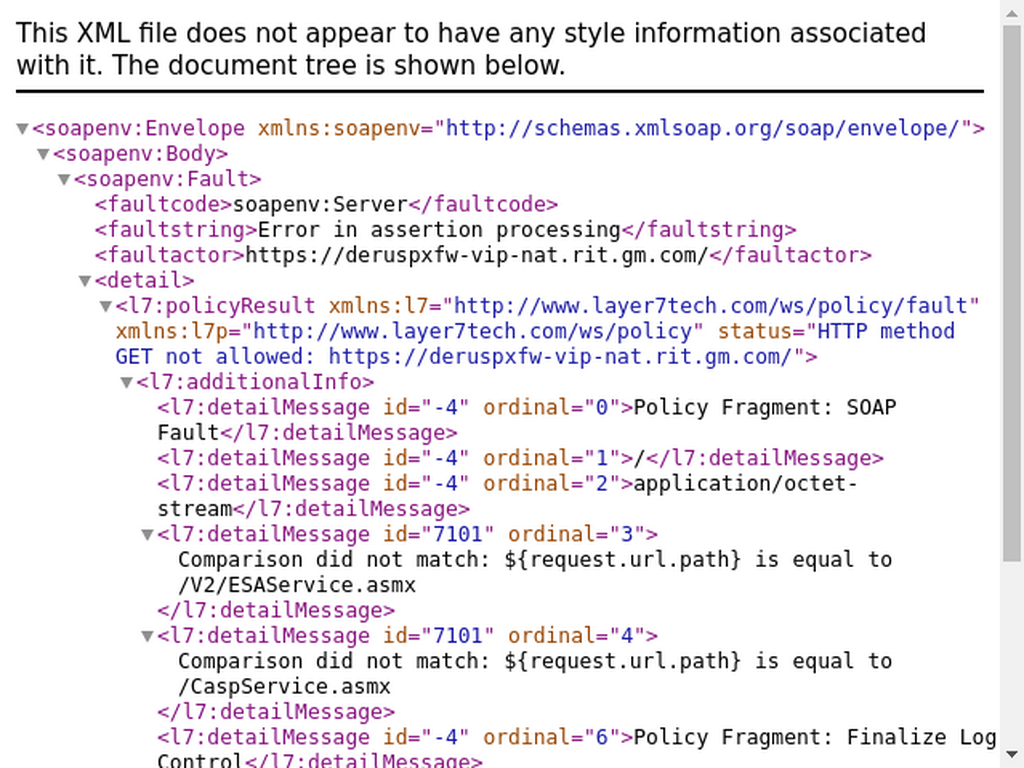 This XML file does not appear to have any style information associated
with it. The document tree is shown below.
▼<soapenv:Envelope xmlns:soapenv="http://schemas.xmlsoap.org/soap/envelope/">
▼<soapenv:Body>
▼<soapenv:Fault>
<faultcode>soapenv:Server</faultcode>
<faultstring>Error in assertion processing</faultstring>
<faultactor>https://deruspxfw-vip-nat.rit.gm.com/</faultactor>
▼<detail>
▼<l7:policyResult xmlns:l7="http://www.layer7tech.com/ws/policy/fault"
xmlns:l7p="http://www.layer7tech.com/ws/policy" status="HTTP method
GET not allowed: https://deruspxfw-vip-nat.rit.gm.com/">
▼<l7:additionalInfo>
<l7:detailMessage id="-4" ordinal="0">Policy Fragment: SOAP
Fault</l7:detailMessage>
<l7:detailMessage id="-4" ordinal="1">/</l7:detailMessage>
<l7:detailMessage id="-4" ordinal="2">application/octet-
stream</l7:detailMessage>
▼<l7:detailMessage id="7101" ordinal="3">
Comparison did not match: ${request.url.path} is equal to
/V2/ESAService.asmx
</l7:detailMessage>
▼<l7:detailMessage id="7101" ordinal="4">
Comparison did not match: ${request.url.path} is equal to
/CaspService.asmx
</l7:detailMessage>
<l7:detailMessage id="-4" ordinal="6">Policy Fragment: Finalize Log
Control</l7:detailMessage>